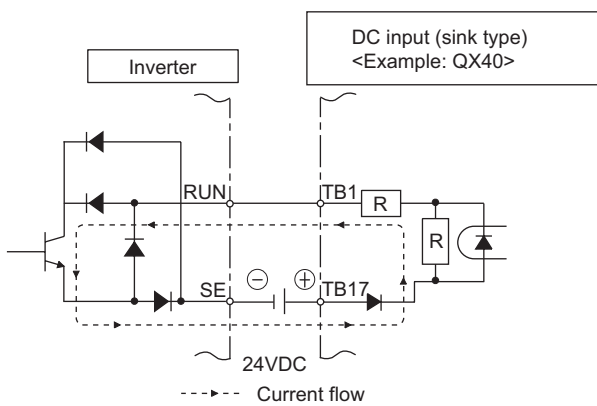 Inverter
DC input (sink type)
<Example: QX40>
RUN
TB1
R
R
SE
TB17
24VDC
Current flow